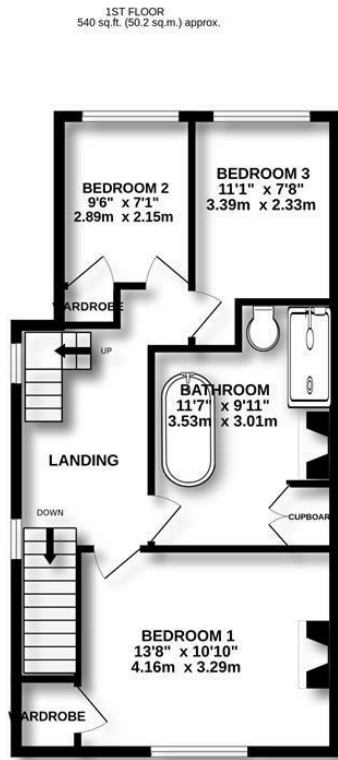 1ST FLOOR
540 sq.ft. (50.2 sq.m.) approx.
BEDROOM 2
9'6" x 7'1"
2.89m x 2.15m
BEDROOM 3
11'1" x 7'8"
3.39m x 2.33m
WARDROBE
UP
BATHROOM
11'7" x 9'11"
3.53m x 3.01m
LANDING
DOWN
CUPBOAR
BEDROOM 1
13'8" x 10'10"
4.16m x 3.29m
WARDROBE